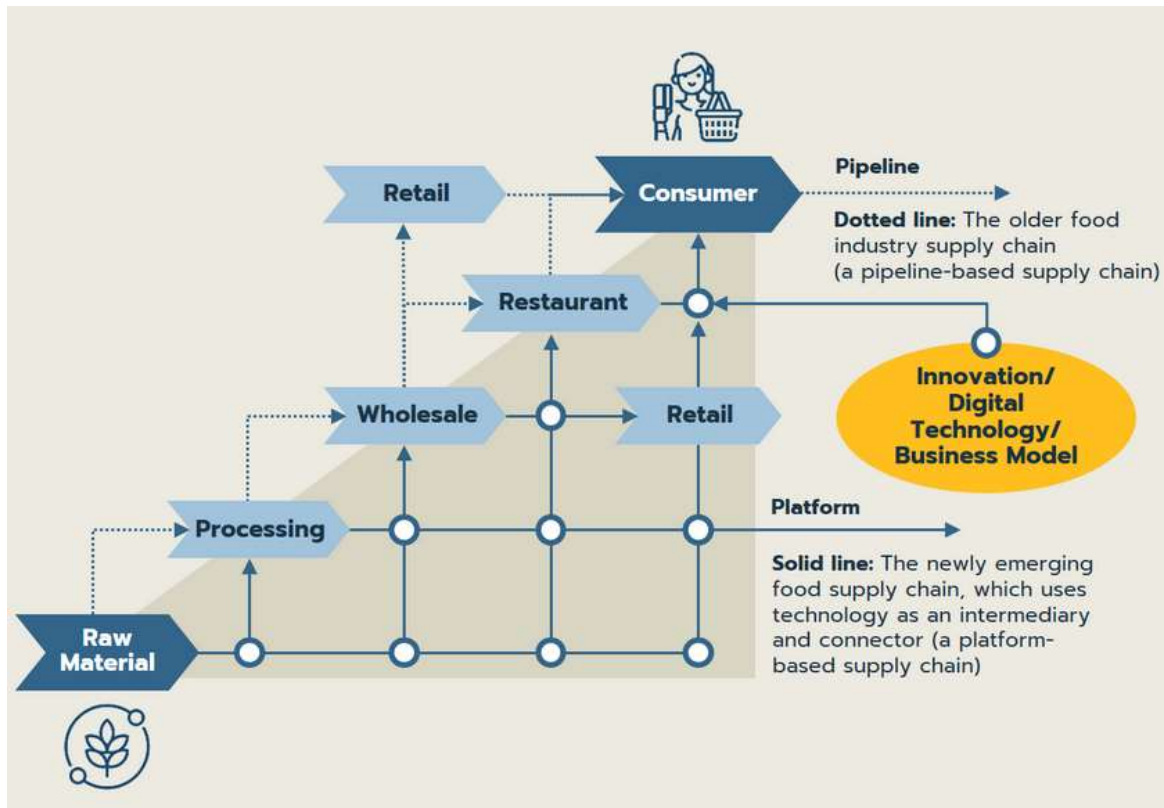 Retail
Consumer
Pipeline
Dotted line: The older food
industry supply chain
(a pipeline-based supply chain)
Restaurant
Wholesale
Retail
Innovation/
Digital
Technology/
Business Model
Processing
Platform
Solid line: The newly emerging
food supply chain, which uses
technology as an intermediary
and connector (a platform-
based supply chain)
Raw
Material